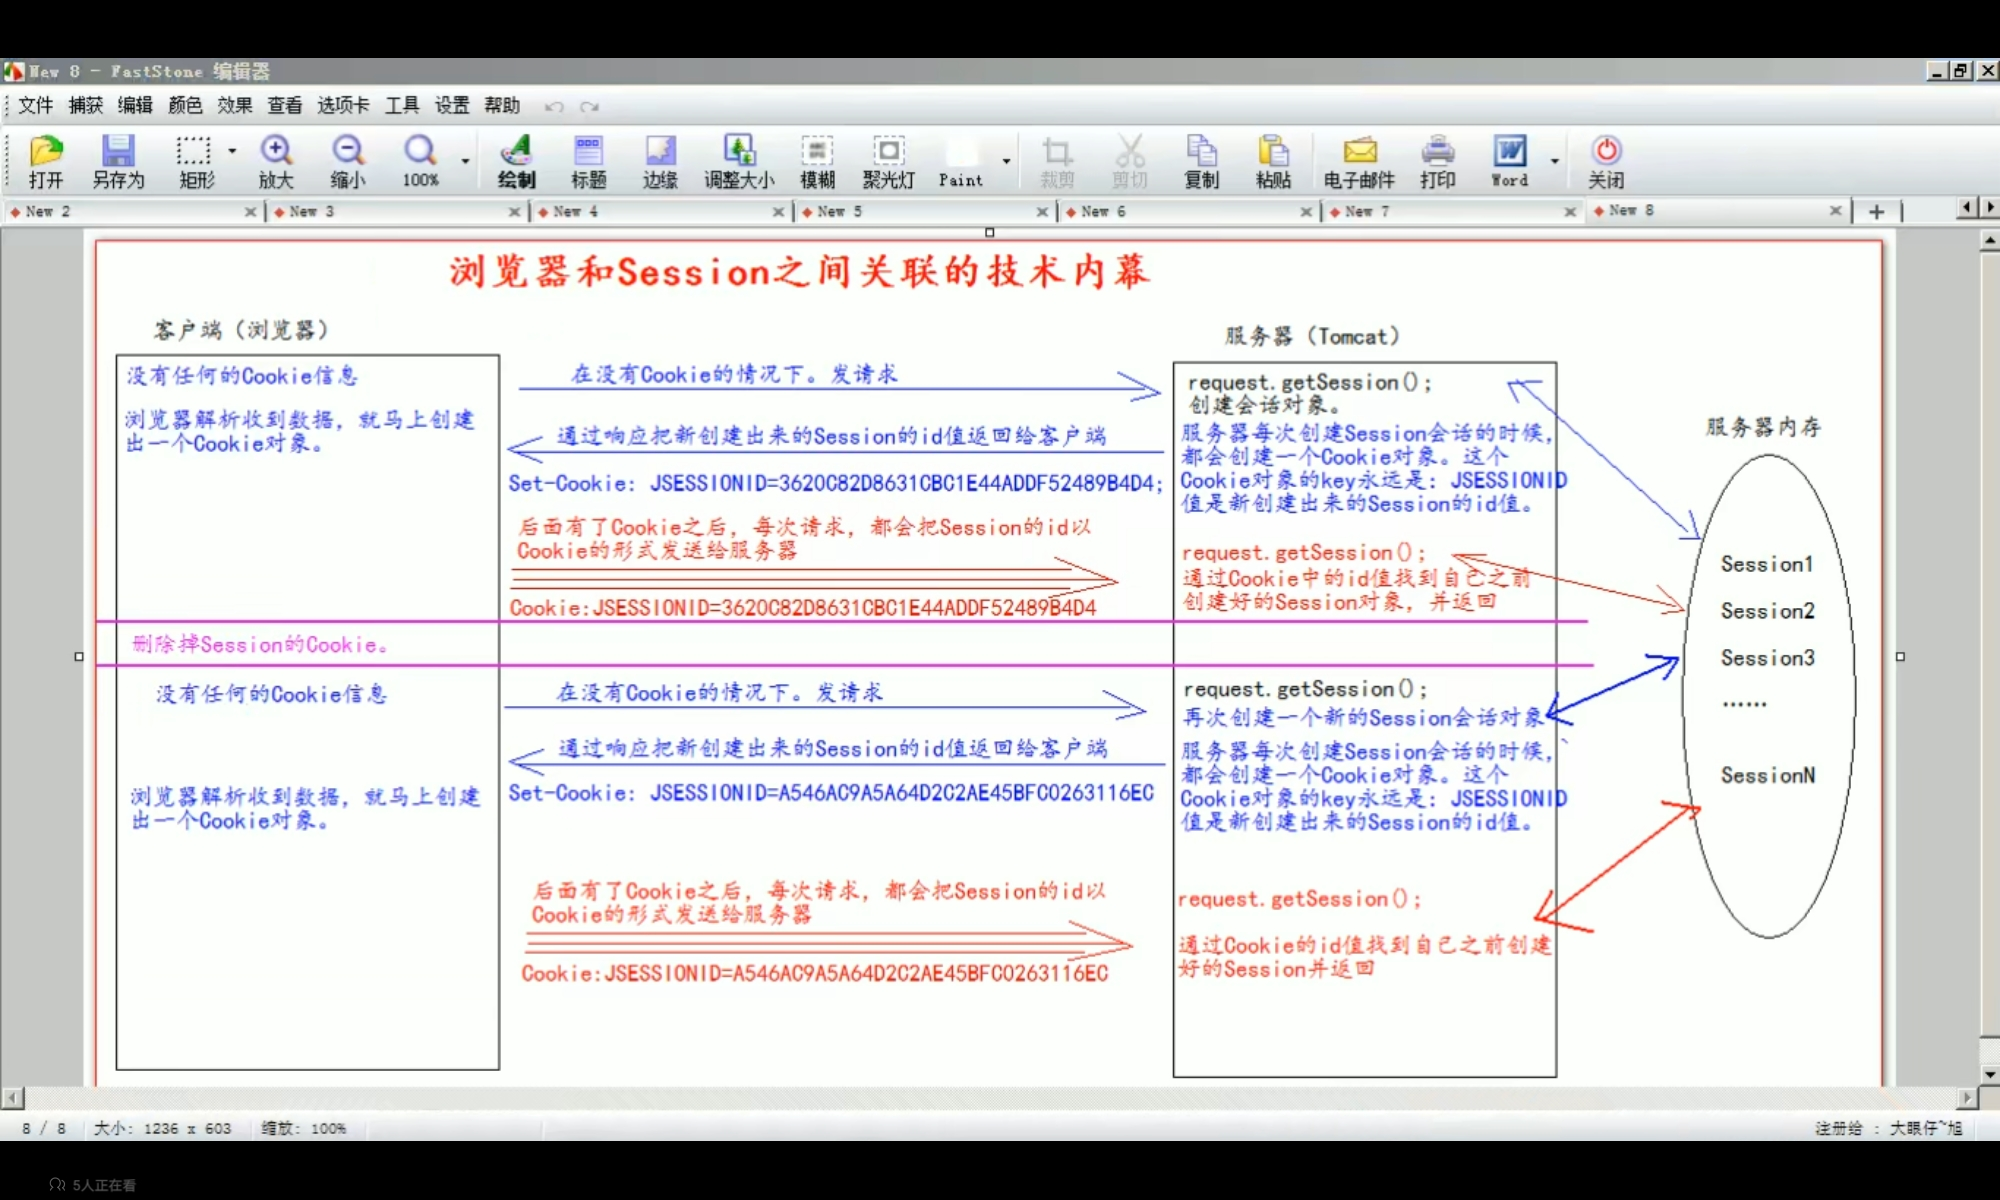 New 8 - FastStone 编辑器
文件 捕获 编辑 颜色 效果 查看 选项卡 工具 设置 帮助
打开 另存为 矩形 放大 缩小 100% 绘制 标题 边缘 调整大小 模糊 聚光灯 Paint 裁剪 剪切 复制 粘贴 电子邮件 打印 Word 关闭
New 2 New 3 New 4 New 5 New 6 New 7 New 8
浏览器和Session之间关联的技术内幕
客户端（浏览器）
没有任何的Cookie信息
浏览器解析收到数据，就马上创建
出一个Cookie对象。
在没有Cookie的情况下。发请求
通过响应把新创建出来的Session的id值返回给客户端
Set-Cookie: JSESSIONID=3620C82D8631CBC1E44ADDF52489B4D4;
后面有了Cookie之后，每次请求，都会把Session的id以
Cookie的形式发送给服务器
Cookie:JSESSIONID=3620C82D8631CBC1E44ADDF52489B4D4
服务器（Tomcat）
request.getSession();
创建会话对象。
服务器每次创建Session会话的时候，
都会创建一个Cookie对象。这个
Cookie对象的key永远是：JSESSIONID
值是新创建出来的Session的id值。
request.getSession();
通过Cookie中的id值找到自己之前
创建好的Session对象，并返回
服务器内存
Session1
Session2
Session3
......
SessionN
删除掉Session的Cookie。
没有任何的Cookie信息
浏览器解析收到数据，就马上创建
出一个Cookie对象。
在没有Cookie的情况下。发请求
通过响应把新创建出来的Session的id值返回给客户端
Set-Cookie: JSESSIONID=A546AC9A5A64D2C2AE45BFC0263116EC
后面有了Cookie之后，每次请求，都会把Session的id以
Cookie的形式发送给服务器
Cookie:JSESSIONID=A546AC9A5A64D2C2AE45BFC0263116EC
request.getSession();
再次创建一个新的Session会话对象
服务器每次创建Session会话的时候，
都会创建一个Cookie对象。这个
Cookie对象的key永远是：JSESSIONID
值是新创建出来的Session的id值。
request.getSession();
通过Cookie的id值找到自己之前创建
好的Session并返回
8 / 8 大小: 1236 x 603 缩放: 100% 注册给 : 大眼仔~旭
5人正在看